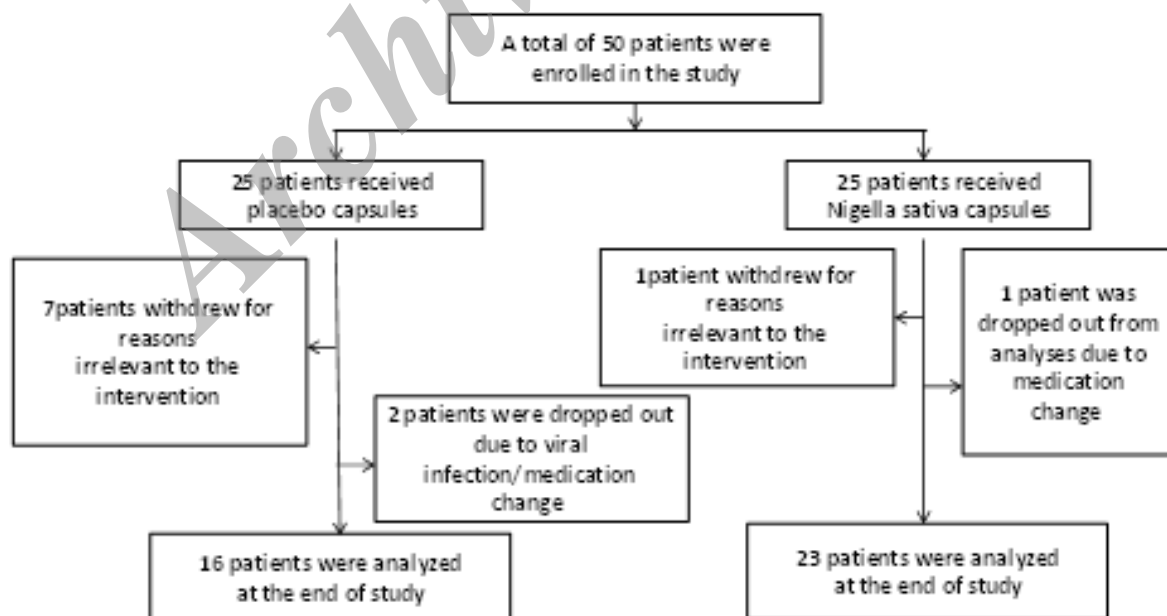 A total of 50 patients were
enrolled in the study
25 patients received
placebo capsules
25 patients received
Nigella sativa capsules
7patients withdrew for
reasons
irrelevant to the
intervention
1patient withdrew for
reasons
irrelevant to the
intervention
1 patient was
dropped out from
analyses due to
medication
change
2 patients were dropped out
due to viral
infection/medication
change
16 patients were analyzed
at the end of study
23 patients were analyzed
at the end of study